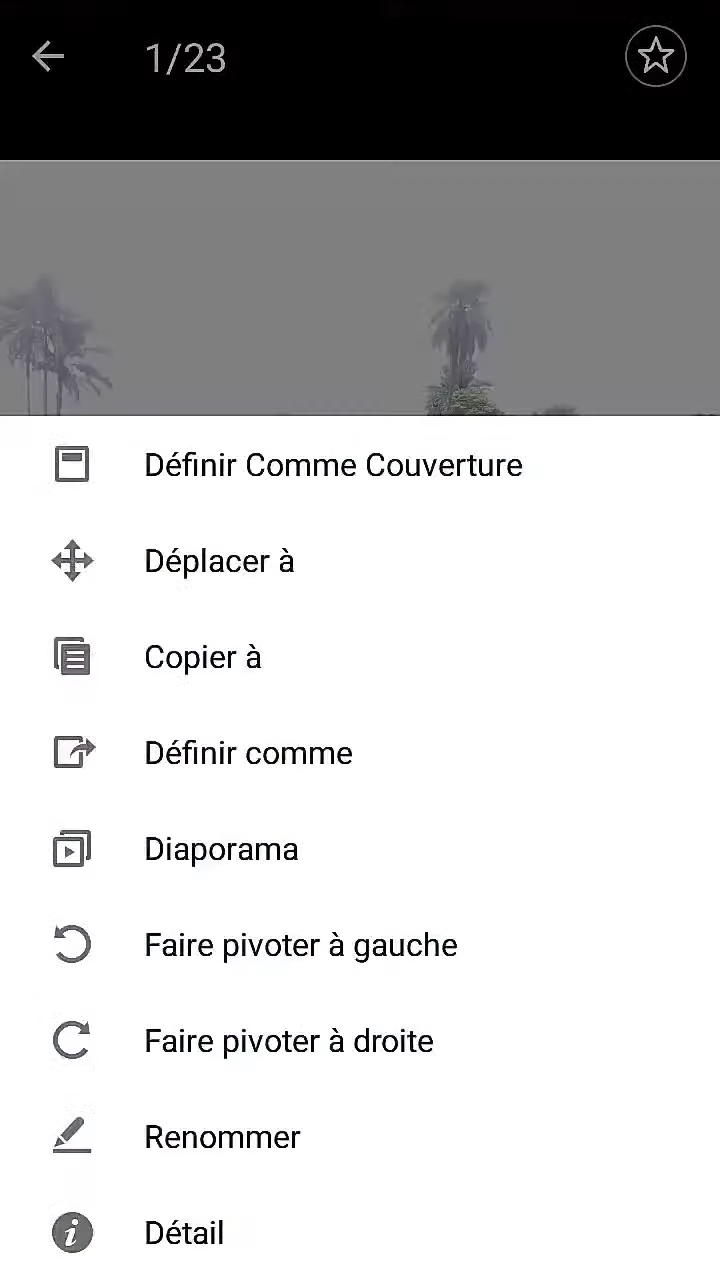 1/23
Définir Comme Couverture
Déplacer à
Copier à
Définir comme
Diaporama
Faire pivoter à gauche
Faire pivoter à droite
Renommer
Détail